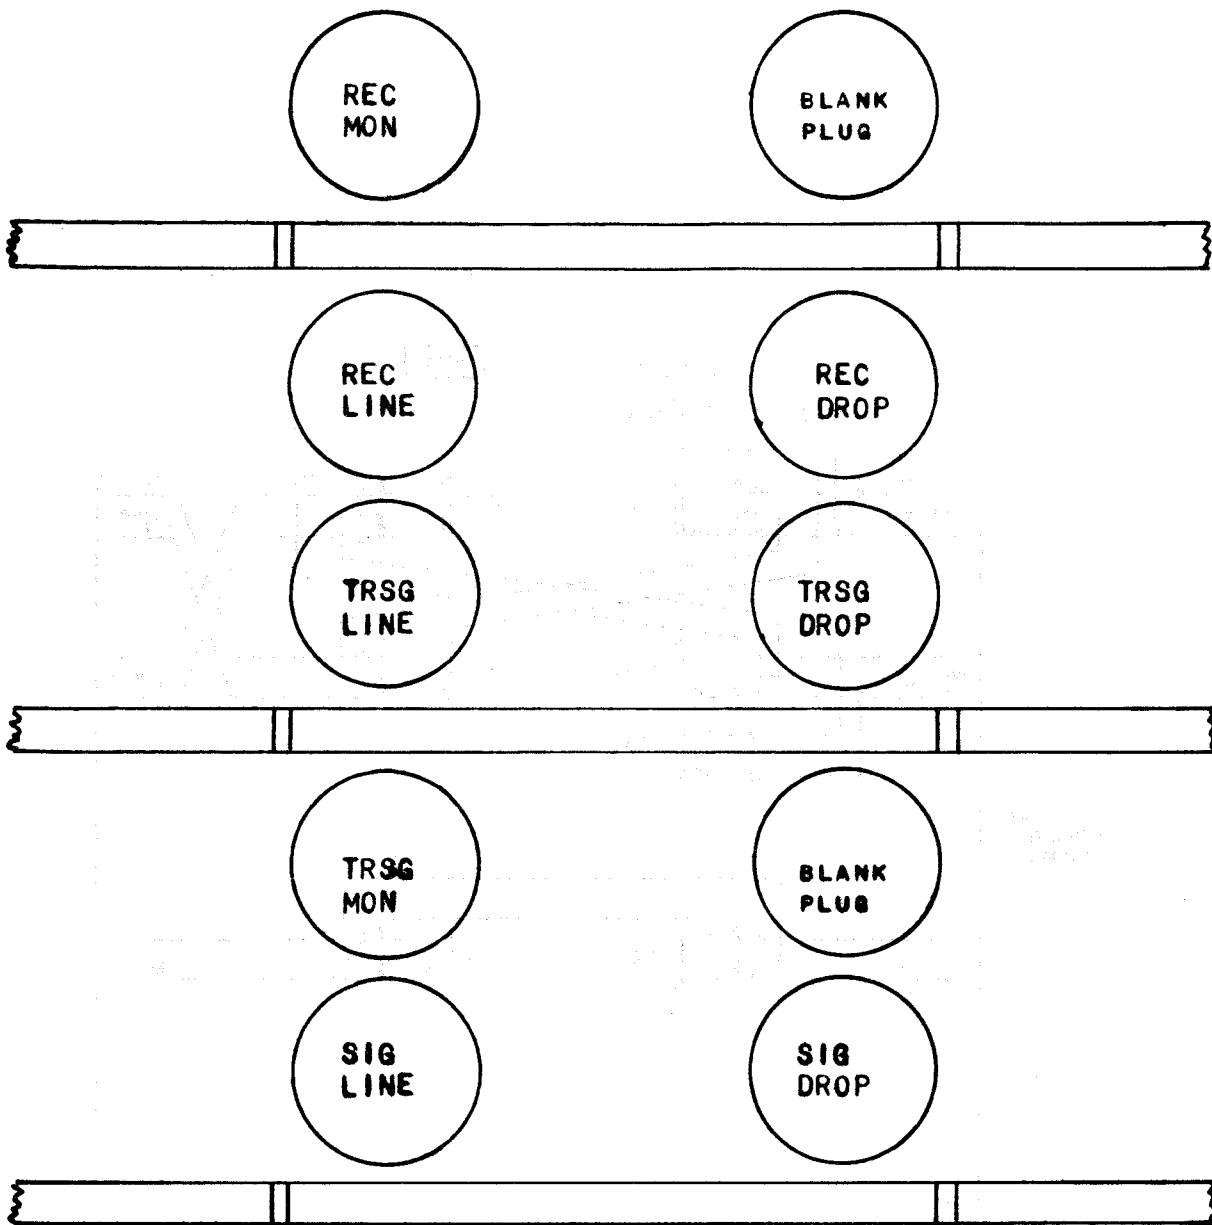 REC
MON
BLANK
PLUG
REC
LINE
REC
DROP
TRSG
LINE
TRSG
DROP
TRSG
MON
BLANK
PLUG
SIG
LINE
SIG
DROP